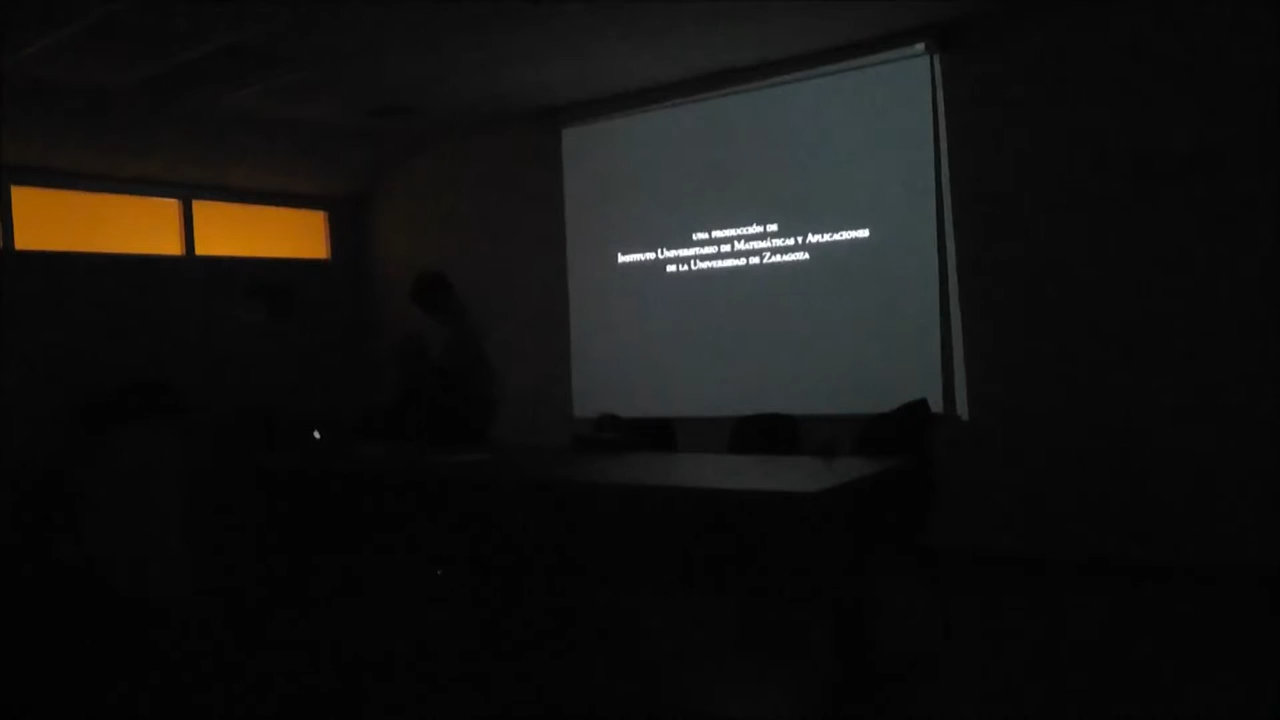 una producción de
Instituto Universitario de Matemáticas y Aplicaciones
de la Universidad de Zaragoza